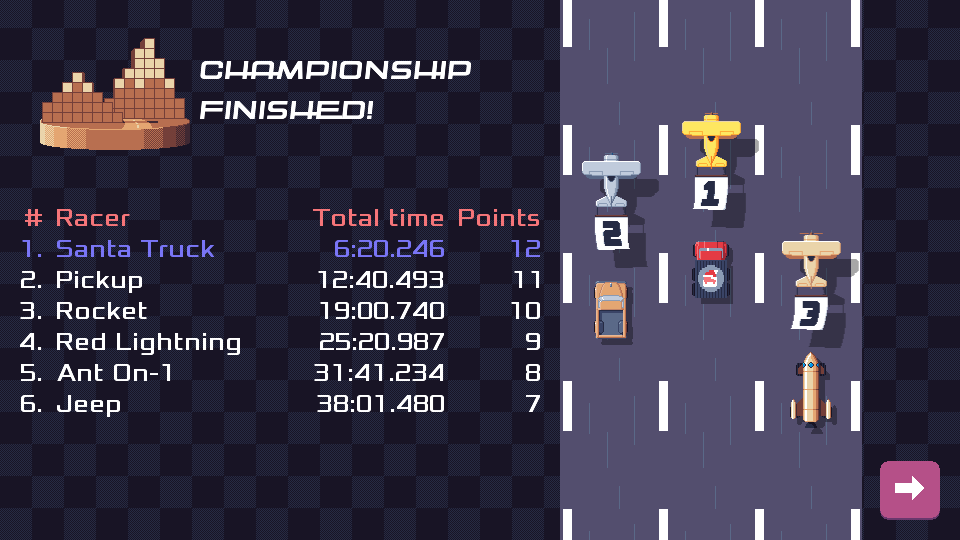 CHAMPIONSHIP
FINISHED!
# Racer Total time Points
1. Santa Truck 6:20.246 12
2. Pickup 12:40.493 11
3. Rocket 19:00.740 10
4. Red Lightning 25:20.987 9
5. Ant On-1 31:41.234 8
6. Jeep 38:01.480 7
1
2
3